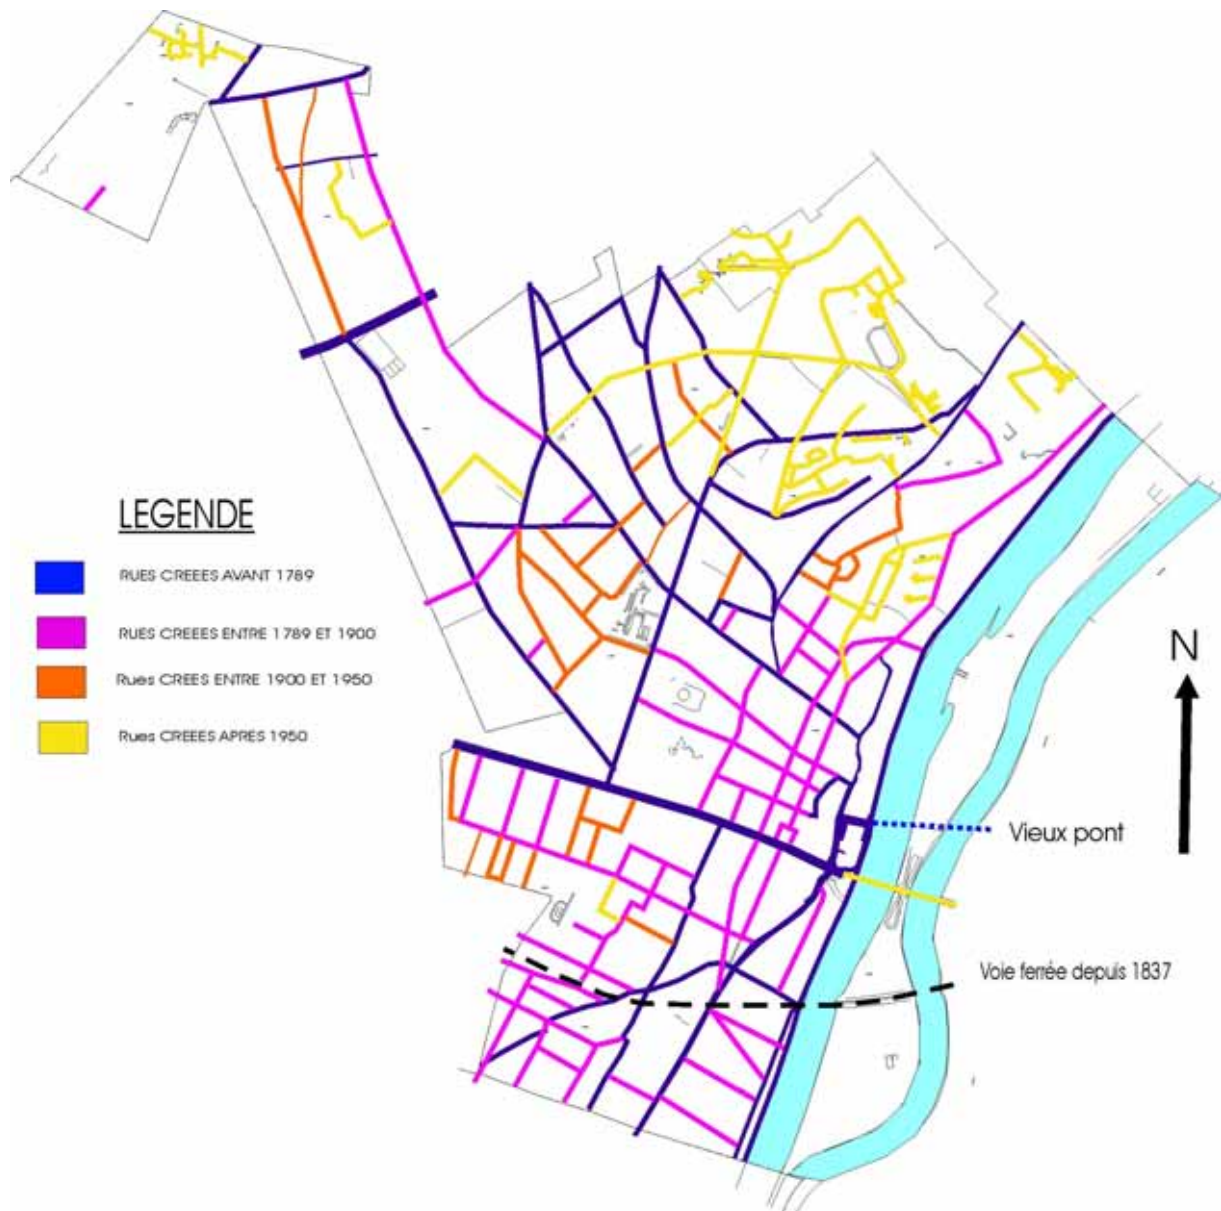 LEGENDE
RUES CREEES AVANT 1789
RUES CREEES ENTRE 1789 ET 1900
Rues CREES ENTRE 1900 ET 1950
Rues CREEES APRES 1950
N
Vieux pont
Voie ferrée depuis 1837